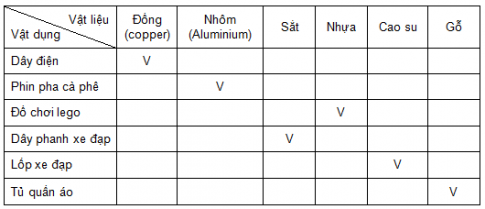 Vật liệu
Vật dụng
Đồng (copper)
Nhôm (Aluminium)
Sắt
Nhựa
Cao su
Gỗ
Dây điện V
Phin pha cà phê V
Đồ chơi lego V
Dây phanh xe đạp V
Lốp xe đạp V
Tủ quần áo V